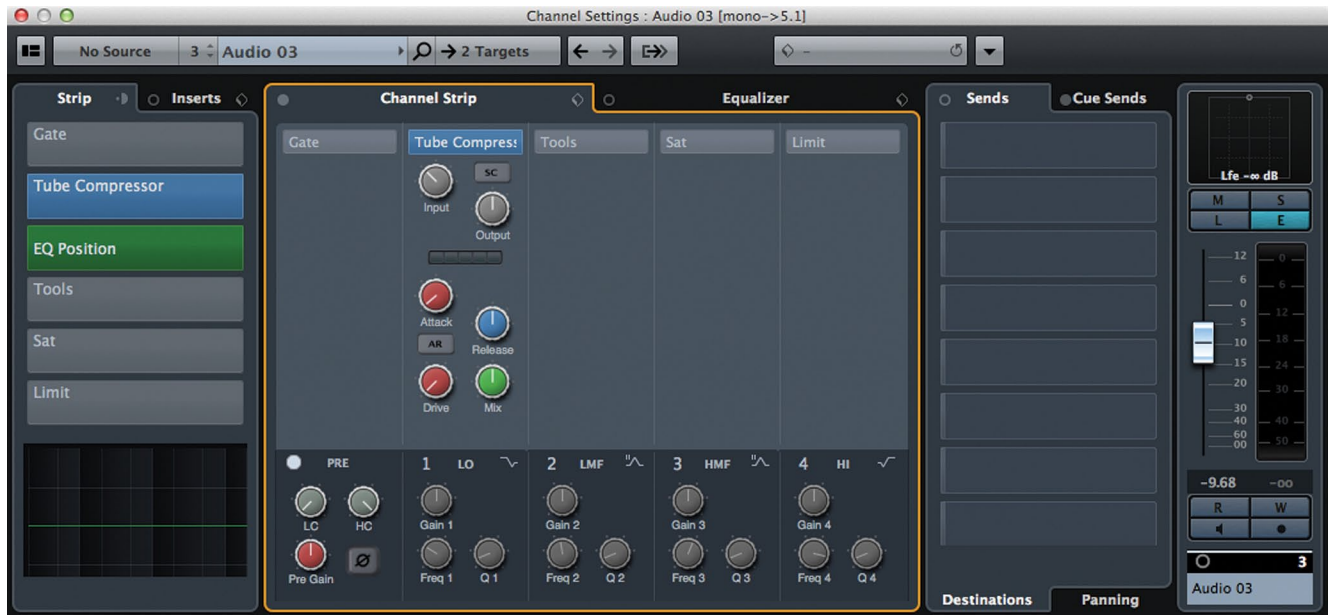 Channel Settings : Audio 03 [mono->5.1]
No Source 3 Audio 03 → 2 Targets ← → –
Strip Inserts
Gate
Tube Compressor
EQ Position
Tools
Sat
Limit
Channel Strip Equalizer
Gate Tube Compress Tools Sat Limit
SC
Input
Output
Attack
AR Release
Drive Mix
PRE 1 LO 2 LMF 3 HMF 4 HI
LC HC Gain 1 Gain 2 Gain 3 Gain 4
Pre Gain Ø Freq 1 Q 1 Freq 2 Q 2 Freq 3 Q 3 Freq 4 Q 4
Sends Cue Sends
Destinations Panning
Lfe -∞ dB
M S
L E
12 0
6 6
0 12
5 18
10 24
15 30
20 40
30 50
40
60
00
-9.68 -oo
R W
3
Audio 03